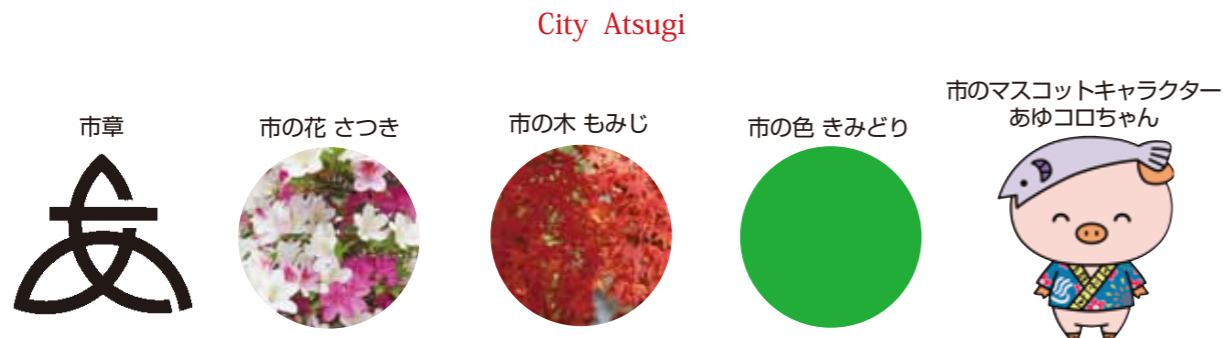 City Atsugi
市章
市の花 さつき
市の木 もみじ
市の色 きみどり
市のマスコットキャラクター
あゆコロちゃん